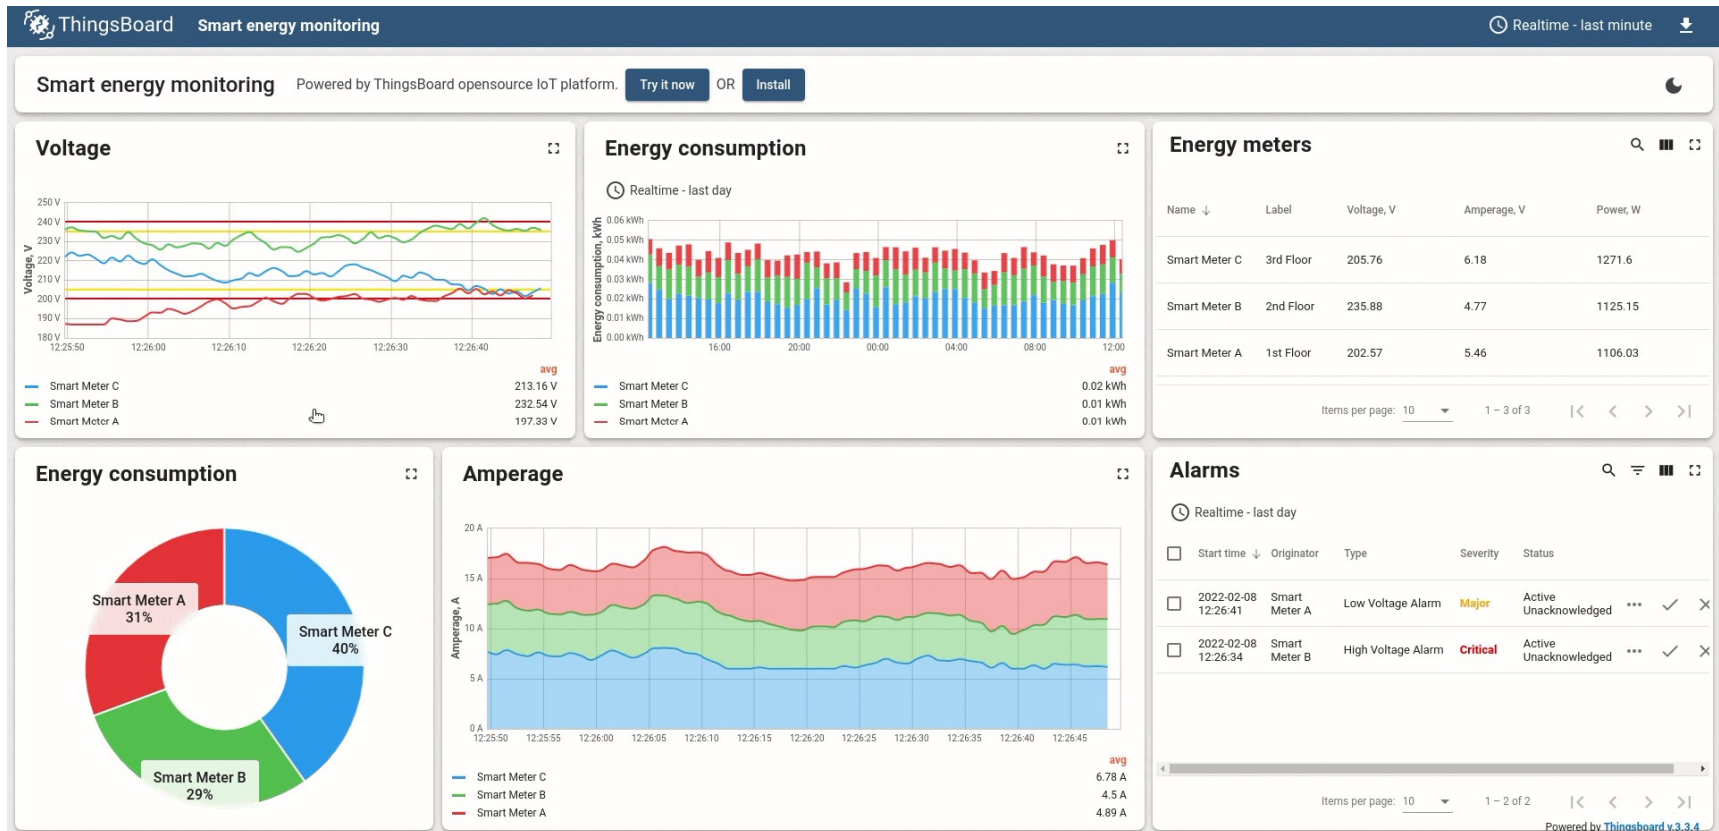 ThingsBoard Smart energy monitoring Realtime - last minute
Smart energy monitoring Powered by ThingsBoard opensource IoT platform. Try it now OR Install
Voltage
250 V
240 V
230 V
220 V
210 V
200 V
190 V
180 V
Voltage, V
12:25:50 12:26:00 12:26:10 12:26:20 12:26:30 12:26:40
avg
Smart Meter C 213.16 V
Smart Meter B 232.54 V
Smart Meter A 197.33 V
Energy consumption
Realtime - last day
0.06 kWh
0.05 kWh
0.04 kWh
0.03 kWh
0.02 kWh
0.01 kWh
0.00 kWh
Energy consumption, kWh
16:00 20:00 00:00 04:00 08:00 12:00
avg
Smart Meter C 0.02 kWh
Smart Meter B 0.01 kWh
Smart Meter A 0.01 kWh
Energy meters
Name Label Voltage, V Amperage, V Power, W
Smart Meter C 3rd Floor 205.76 6.18 1271.6
Smart Meter B 2nd Floor 235.88 4.77 1125.15
Smart Meter A 1st Floor 202.57 5.46 1106.03
Items per page: 10 1 – 3 of 3
Energy consumption
Smart Meter A
31%
Smart Meter C
40%
Smart Meter B
29%
Amperage
20 A
15 A
10 A
5 A
0 A
Amperage, A
12:25:50 12:25:55 12:26:00 12:26:05 12:26:10 12:26:15 12:26:20 12:26:25 12:26:30 12:26:35 12:26:40 12:26:45
avg
Smart Meter C 6.78 A
Smart Meter B 4.5 A
Smart Meter A 4.89 A
Alarms
Realtime - last day
Start time Originator Type Severity Status
2022-02-08 12:26:41 Smart Meter A Low Voltage Alarm Major Active Unacknowledged
2022-02-08 12:26:34 Smart Meter B High Voltage Alarm Critical Active Unacknowledged
Items per page: 10 1 – 2 of 2
Powered by Thingsboard v.3.3.4